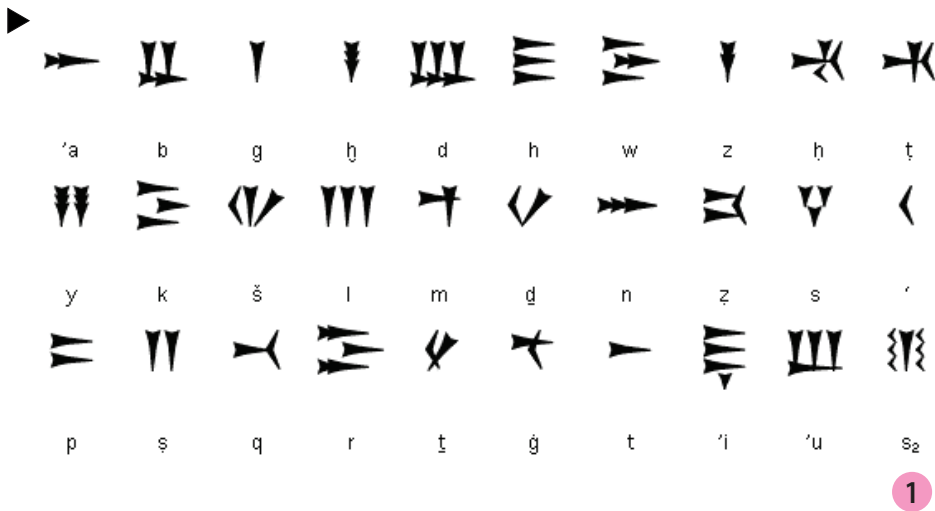 𐎀 𐎁 𐎂 𐎃 𐎄 𐎅 𐎆 𐎇 𐎈 𐎉
ʼa b g ḫ d h w z ḥ ṭ
𐎊 𐎋 𐎌 𐎍 𐎎 𐎏 𐎐 𐎑 𐎒 𐎓
y k š l m ḏ n ẓ s ʻ
𐎔 𐎕 𐎖 𐎗 𐎘 𐎙 𐎚 𐎛 𐎜 𐎝
p ṣ q r ṯ ġ t ʼi ʼu s₂
1